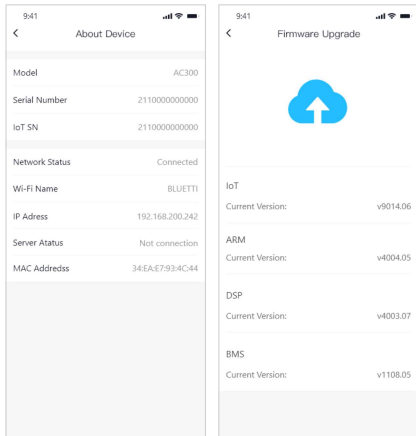 9:41
About Device
Model AC300
Serial Number 2110000000000
IoT SN 2110000000000
Network Status Connected
Wi-Fi Name BLUETTI
IP Adress 192.168.200.242
Server Atatus Not connection
MAC Addredss 34:EA:E7:93:4C:44
9:41
Firmware Upgrade
IoT
Current Version: v9014.06
ARM
Current Version: v4004.05
DSP
Current Version: v4003.07
BMS
Current Version: v1108.05